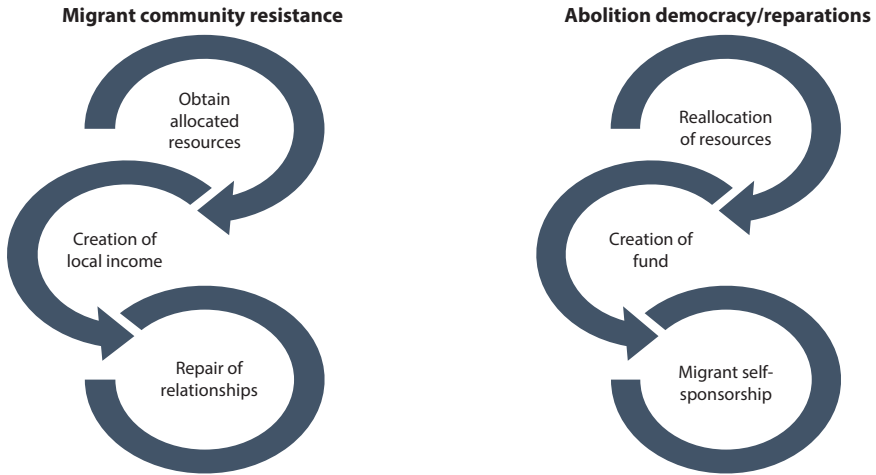 Migrant community resistance
Obtain
allocated
resources
Creation of
local income
Repair of
relationships
Abolition democracy/reparations
Reallocation
of resources
Creation of
fund
Migrant self-
sponsorship